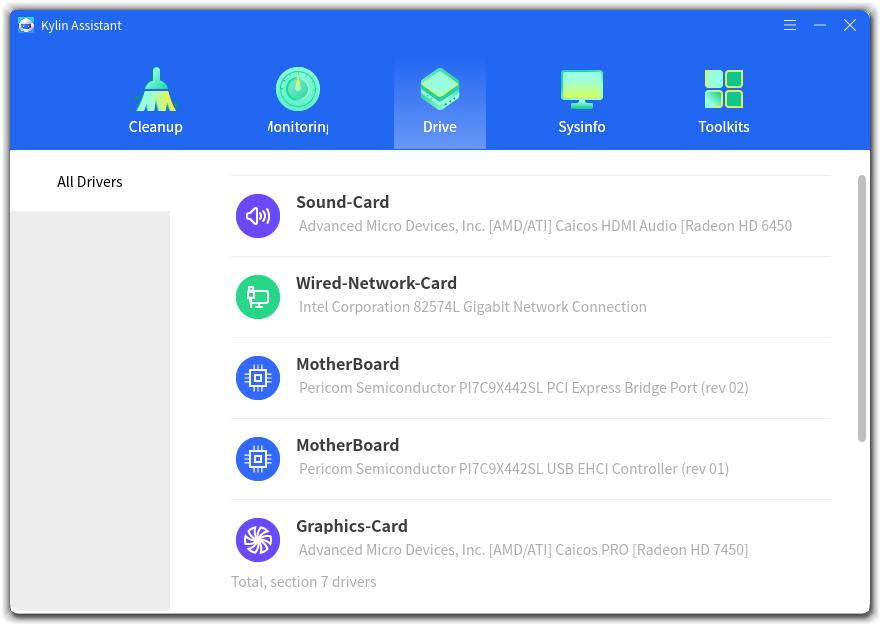 Kylin Assistant
Cleanup
Monitoring
Drive
Sysinfo
Toolkits
All Drivers
Sound-Card
Advanced Micro Devices, Inc. [AMD/ATI] Caicos HDMI Audio [Radeon HD 6450
Wired-Network-Card
Intel Corporation 82574L Gigabit Network Connection
MotherBoard
Pericom Semiconductor PI7C9X442SL PCI Express Bridge Port (rev 02)
MotherBoard
Pericom Semiconductor PI7C9X442SL USB EHCI Controller (rev 01)
Graphics-Card
Advanced Micro Devices, Inc. [AMD/ATI] Caicos PRO [Radeon HD 7450]
Total, section 7 drivers